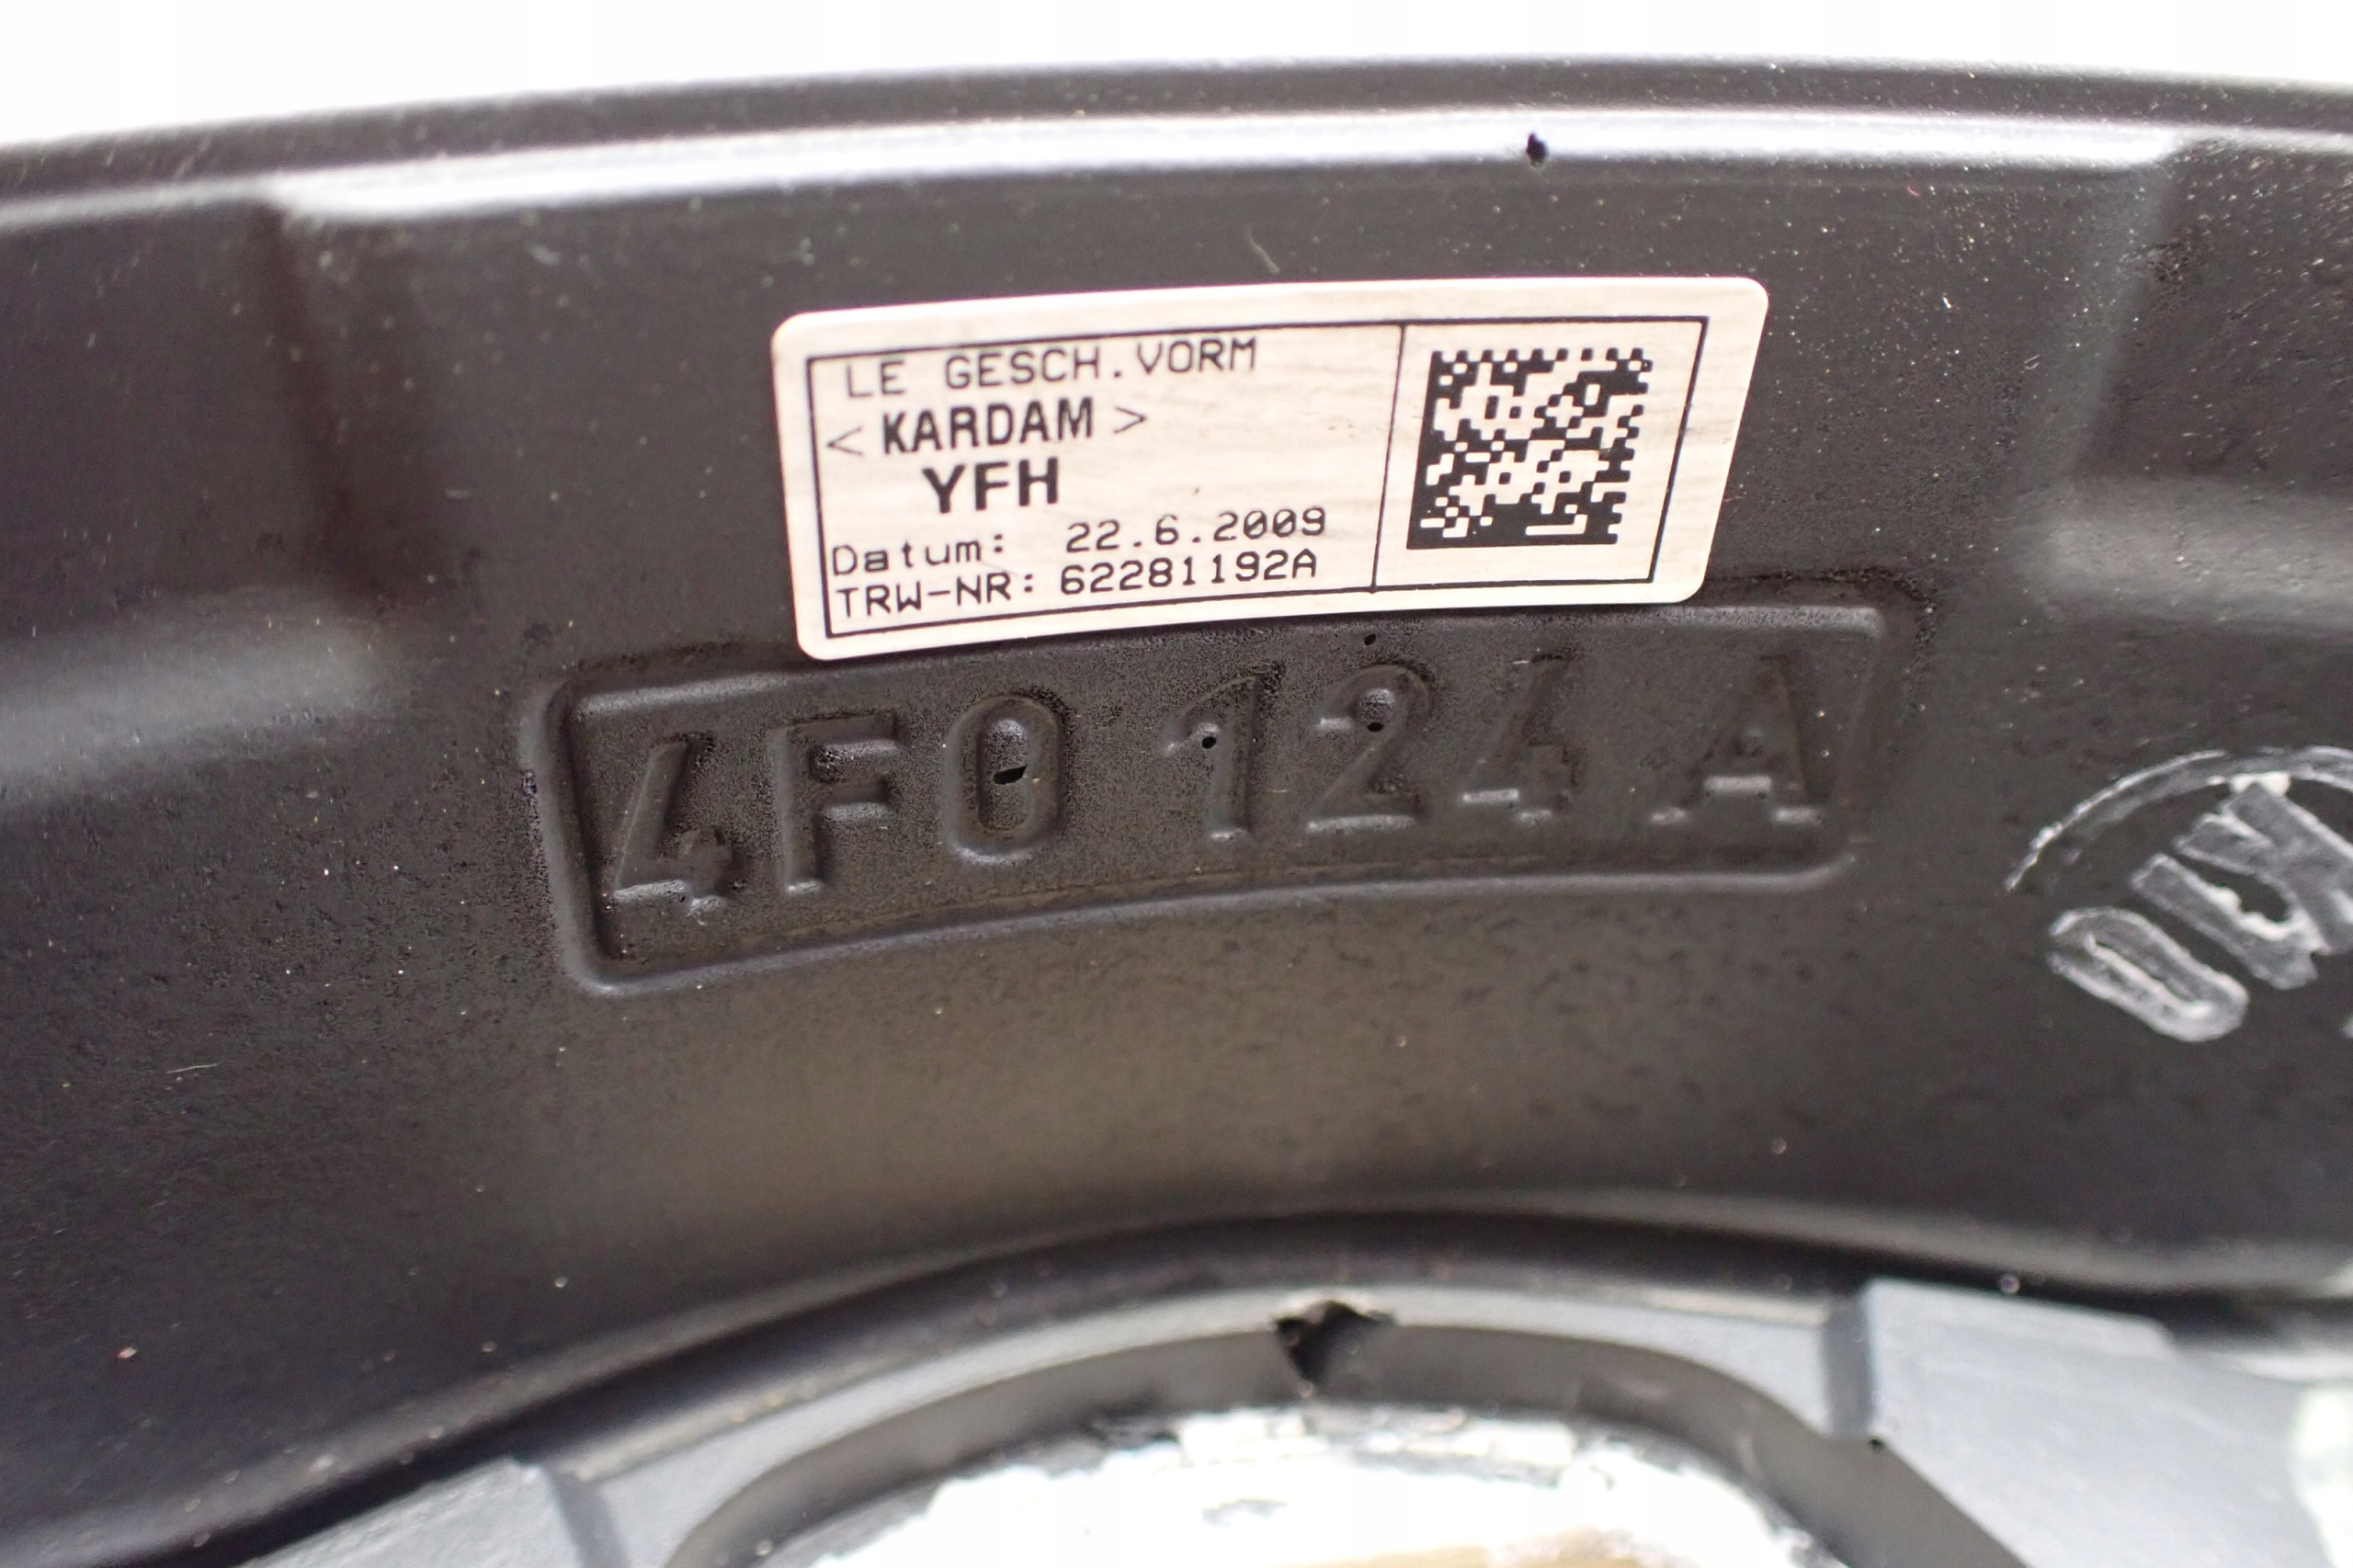 LE GESCH.VORM
< KARDAM >
YFH
Datum: 22.6.2009
TRW-NR: 62281192A
4F0 124 A